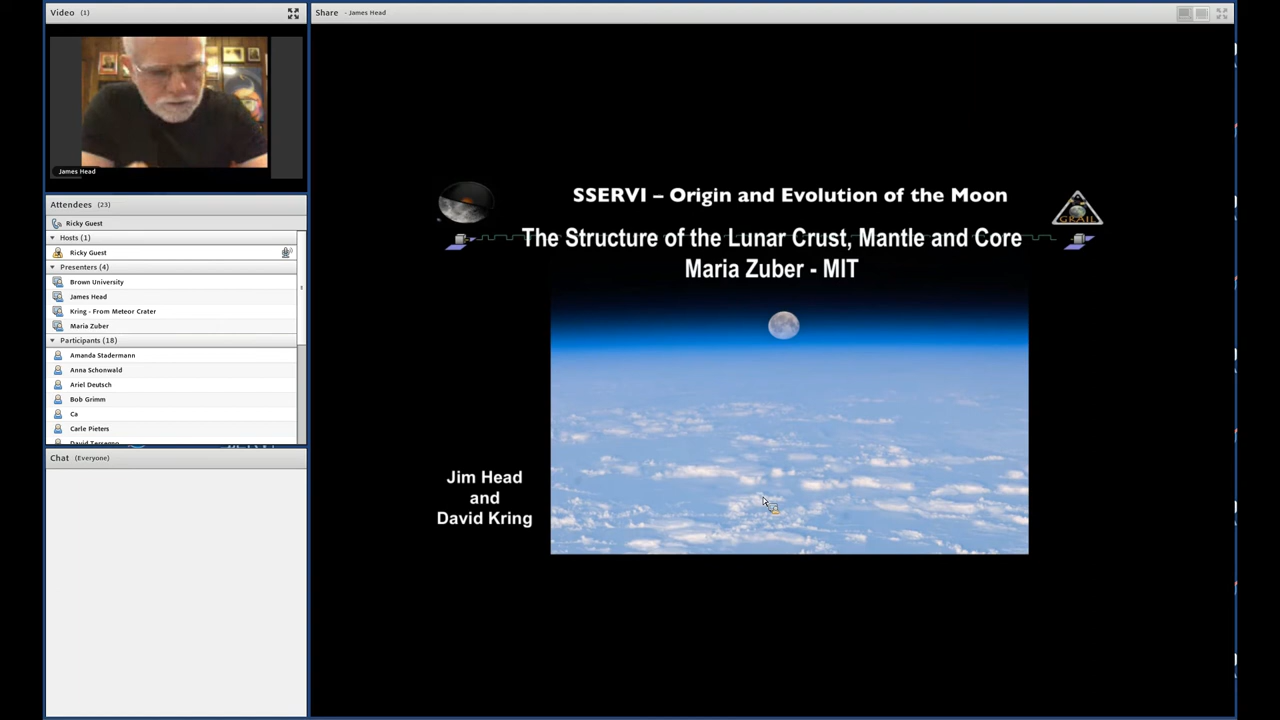 Video (1)
James Head
Attendees (23)
Ricky Guest
Hosts (1)
Ricky Guest
Presenters (4)
Brown University
James Head
Kring - From Meteor Crater
Maria Zuber
Participants (18)
Amanda Stadermann
Anna Schonwald
Ariel Deutsch
Bob Grimm
Ca
Carle Pieters
Chat (Everyone)
Share - James Head
SSERVI – Origin and Evolution of the Moon
GRAIL
The Structure of the Lunar Crust, Mantle and Core
Maria Zuber - MIT
Jim Head
and
David Kring